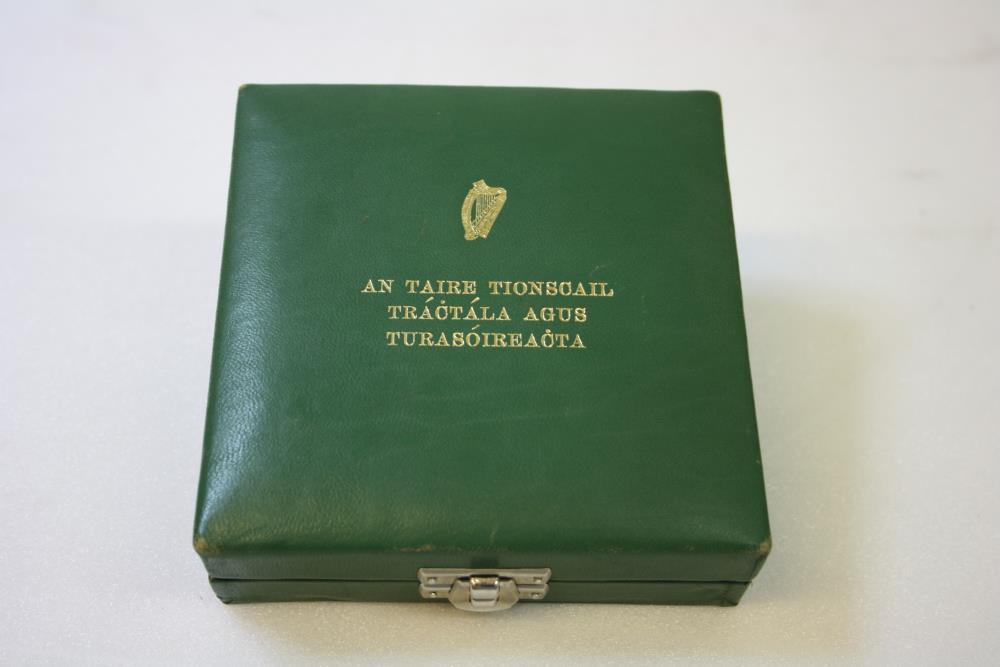 AN TAIRE TIONSCAIL
TRÁĊTÁLA AGUS
TURASÓIREAĊTA